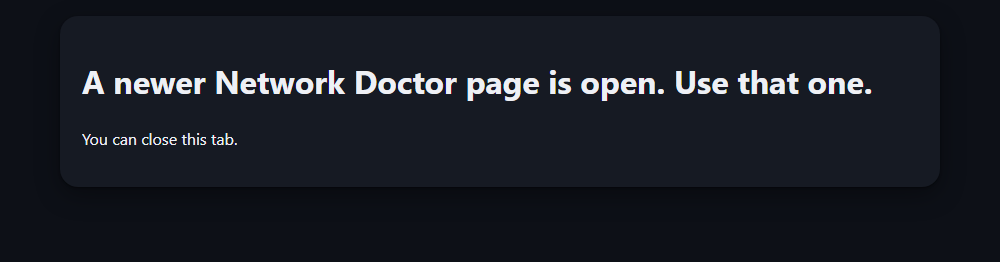 A newer Network Doctor page is open. Use that one.
You can close this tab.